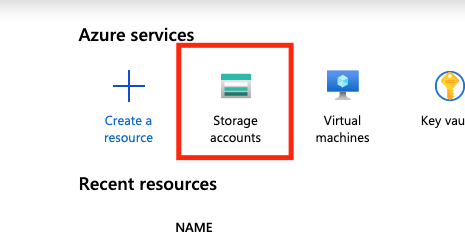 Azure services
Create a
resource
Storage
accounts
Virtual
machines
Key vau
Recent resources
NAME